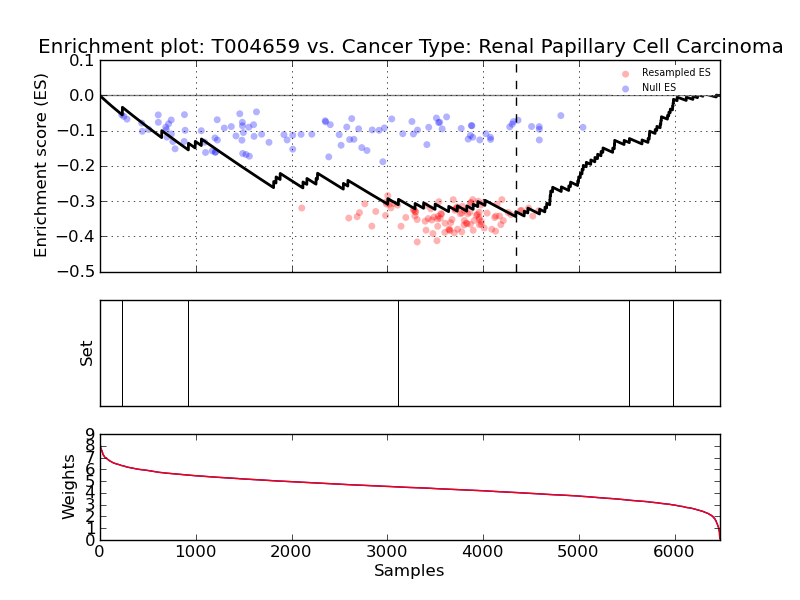 Enrichment plot: T004659 vs. Cancer Type: Renal Papillary Cell Carcinoma
0.1
0.0
−0.1
−0.2
−0.3
−0.4
−0.5
Enrichment score (ES)
Resampled ES
Null ES
Set
9
8
7
6
5
4
3
2
1
0
Weights
0 1000 2000 3000 4000 5000 6000
Samples